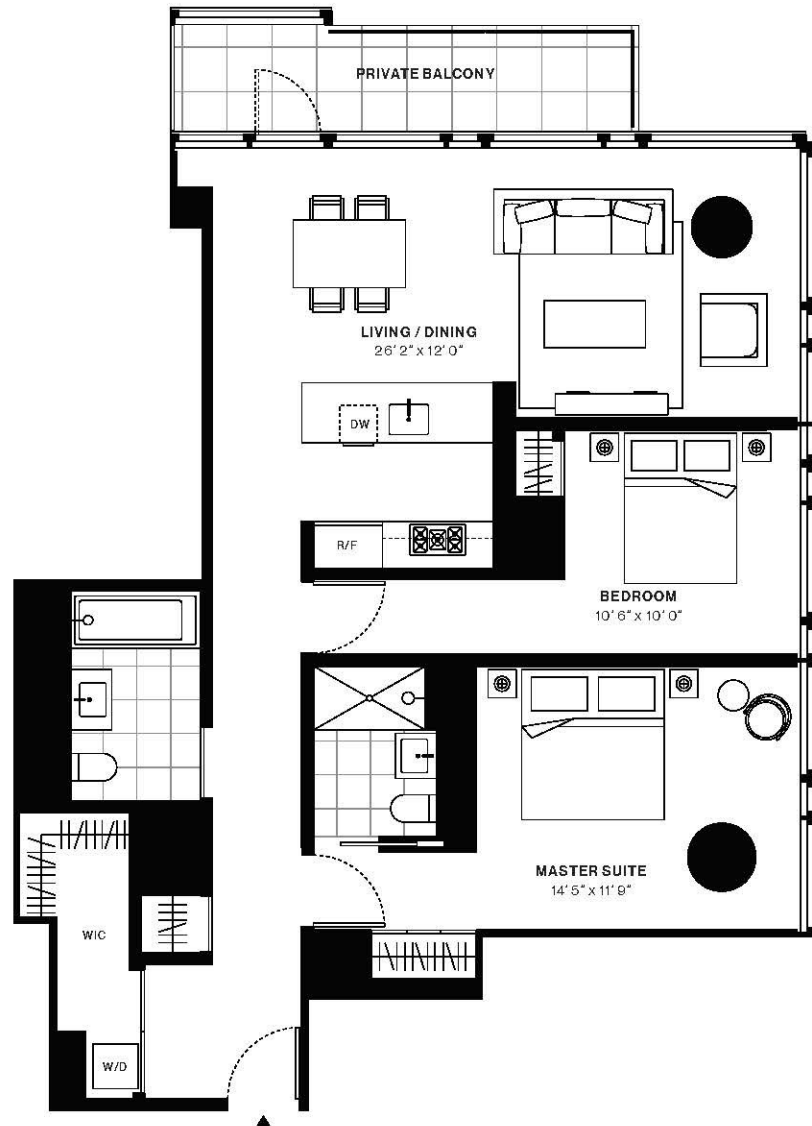 PRIVATE BALCONY
LIVING / DINING
26'2" x 12'0"
DW
R/F
BEDROOM
10'6" x 10'0"
MASTER SUITE
14'5" x 11'9"
WIC
W/D